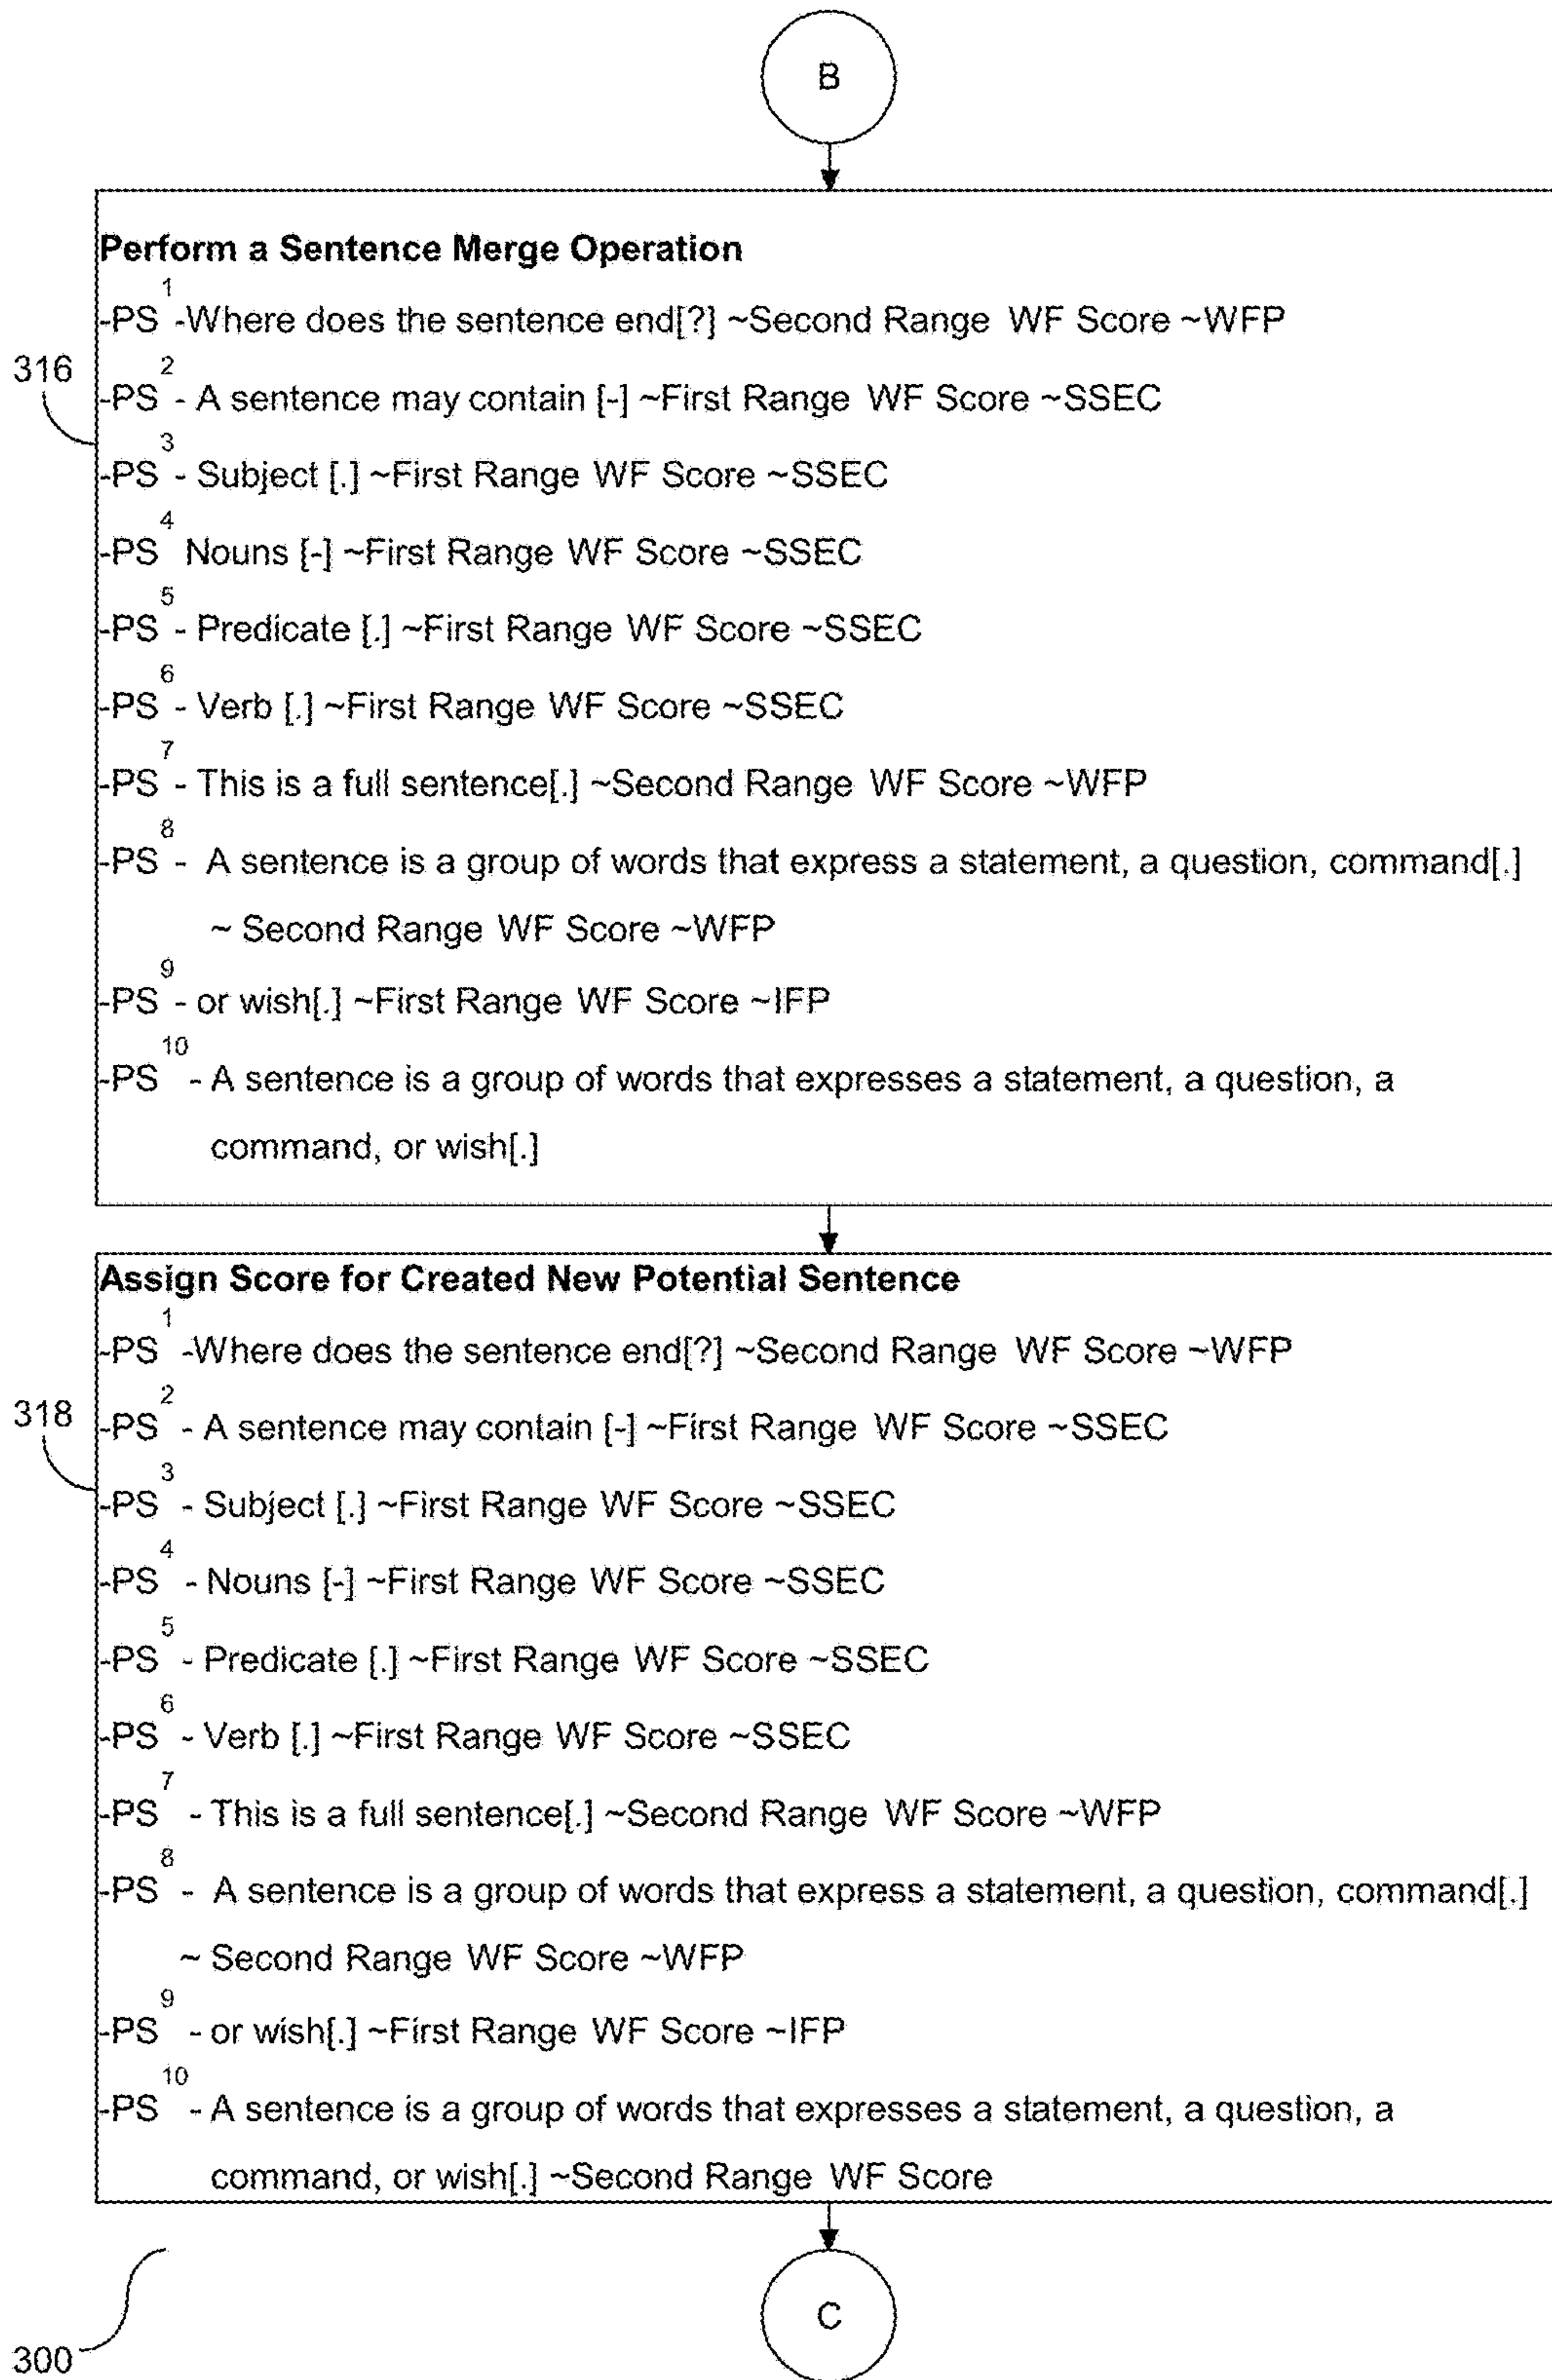 B
Perform a Sentence Merge Operation
-PS¹-Where does the sentence end[?] ~Second Range WF Score ~WFP
316
-PS²- A sentence may contain [-] ~First Range WF Score ~SSEC
-PS³- Subject [.] ~First Range WF Score ~SSEC
-PS⁴ Nouns [-] ~First Range WF Score ~SSEC
-PS⁵- Predicate [.] ~First Range WF Score ~SSEC
-PS⁶- Verb [.] ~First Range WF Score ~SSEC
-PS⁷- This is a full sentence[.] ~Second Range WF Score ~WFP
-PS⁸- A sentence is a group of words that express a statement, a question, command[.]
~ Second Range WF Score ~WFP
-PS⁹- or wish[.] ~First Range WF Score ~IFP
-PS¹⁰- A sentence is a group of words that expresses a statement, a question, a
command, or wish[.]
Assign Score for Created New Potential Sentence
-PS¹-Where does the sentence end[?] ~Second Range WF Score ~WFP
318
-PS²- A sentence may contain [-] ~First Range WF Score ~SSEC
-PS³- Subject [.] ~First Range WF Score ~SSEC
-PS⁴- Nouns [-] ~First Range WF Score ~SSEC
-PS⁵- Predicate [.] ~First Range WF Score ~SSEC
-PS⁶- Verb [.] ~First Range WF Score ~SSEC
-PS⁷- This is a full sentence[.] ~Second Range WF Score ~WFP
-PS⁸- A sentence is a group of words that express a statement, a question, command[.]
~ Second Range WF Score ~WFP
-PS⁹- or wish[.] ~First Range WF Score ~IFP
-PS¹⁰- A sentence is a group of words that expresses a statement, a question, a
command, or wish[.] ~Second Range WF Score
C
300